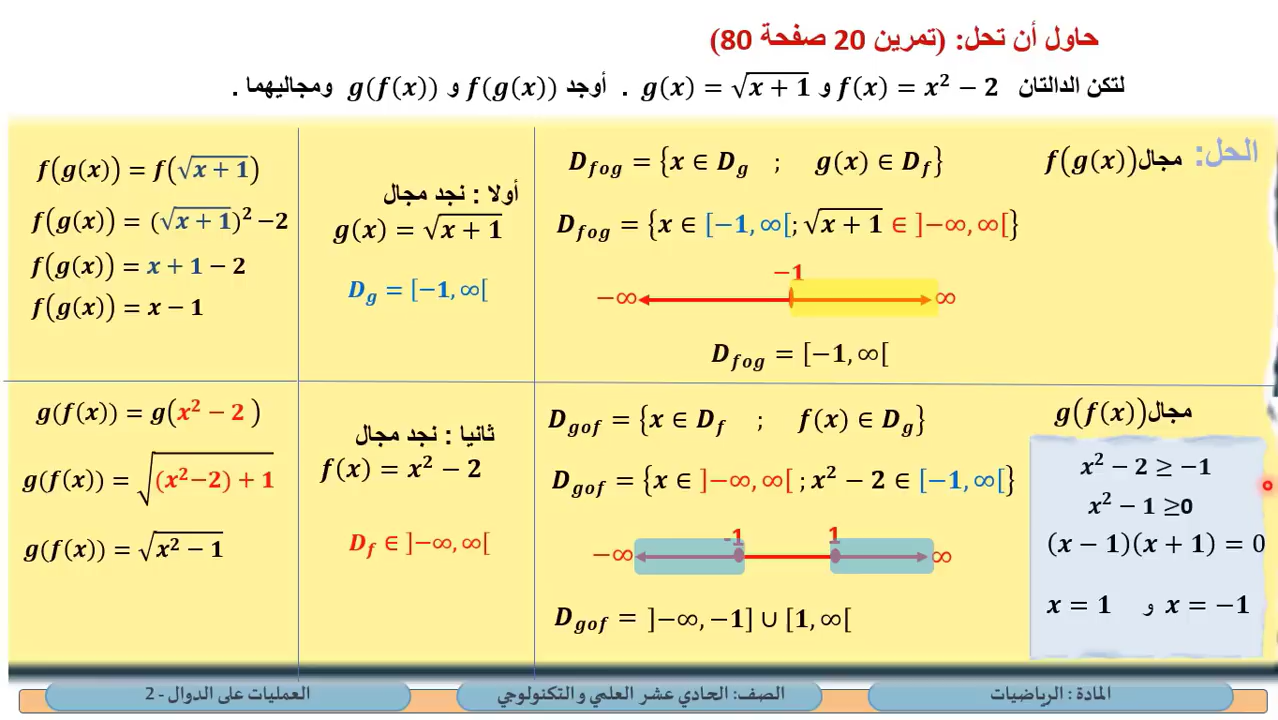 حاول أن تحل: (تمرين 20 صفحة 80)
لتكن الدالتان f(x) = x² − 2 و g(x) = √(x + 1) . أوجد f(g(x)) و g(f(x)) ومجاليهما .
الحل:
مجال f(g(x))
D_fog = {x ∈ D_g ; g(x) ∈ D_f}
D_fog = {x ∈ [−1, ∞[; √(x + 1) ∈ ]−∞, ∞[}
−1
−∞ ∞
D_fog = [−1, ∞[
أولا : نجد مجال
g(x) = √(x + 1)
D_g = [−1, ∞[
f(g(x)) = f(√(x + 1))
f(g(x)) = (√(x + 1))² −2
f(g(x)) = x + 1 − 2
f(g(x)) = x − 1
مجال g(f(x))
x² − 2 ≥ −1
x² − 1 ≥0
(x − 1)(x + 1) = 0
x = 1 و x = −1
D_gof = {x ∈ D_f ; f(x) ∈ D_g}
D_gof = {x ∈ ]−∞, ∞[ ; x² − 2 ∈ [−1, ∞[}
-1 1
−∞ ∞
D_gof = ]−∞, −1] ∪ [1, ∞[
ثانيا : نجد مجال
f(x) = x² − 2
D_f ∈ ]−∞, ∞[
g(f(x)) = g(x² − 2)
g(f(x)) = √((x²−2) + 1)
g(f(x)) = √(x² − 1)
المادة : الرياضيات
الصف: الحادي عشر العلمي و التكنولوجي
العمليات على الدوال - 2